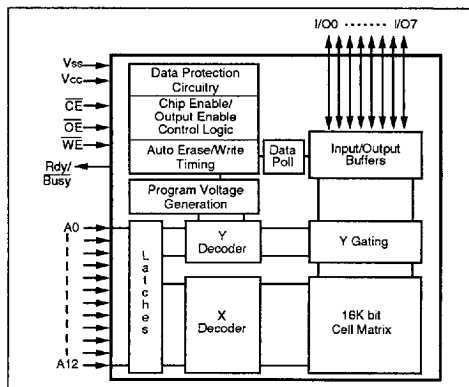 I/O0 ········ I/O7
Vss
Vcc
CE
OE
WE
Rdy/
Busy
A0
A12
Data Protection
Circuitry
Chip Enable/
Output Enable
Control Logic
Auto Erase/Write
Timing
Data
Poll
Input/Output
Buffers
Program Voltage
Generation
Latches
Y
Decoder
Y Gating
X
Decoder
16K bit
Cell Matrix